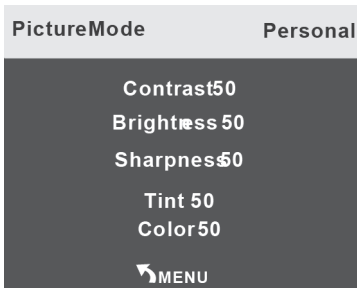 PictureMode Personal
Contrast50
Brightness 50
Sharpness50
Tint 50
Color50
MENU